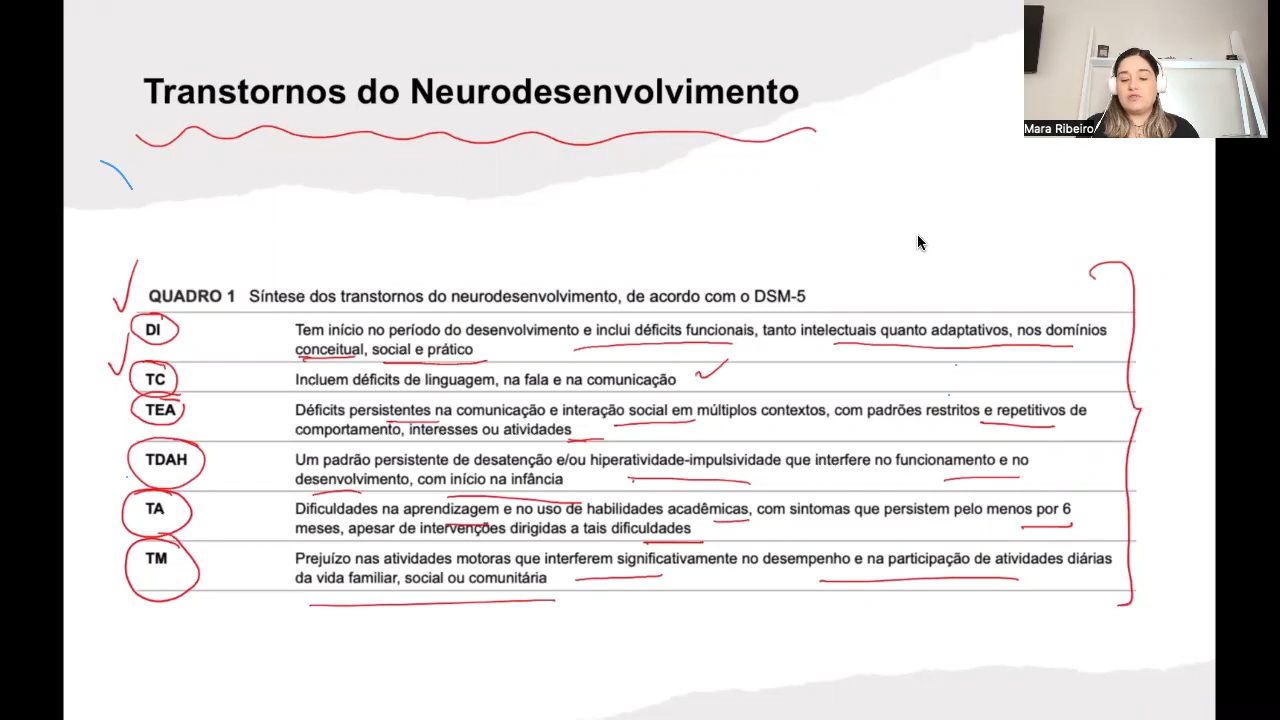 Transtornos do Neurodesenvolvimento
Mara Ribeiro
QUADRO 1 Síntese dos transtornos do neurodesenvolvimento, de acordo com o DSM-5
DI Tem início no período do desenvolvimento e inclui déficits funcionais, tanto intelectuais quanto adaptativos, nos domínios
conceitual, social e prático
TC Incluem déficits de linguagem, na fala e na comunicação
TEA Déficits persistentes na comunicação e interação social em múltiplos contextos, com padrões restritos e repetitivos de
comportamento, interesses ou atividades
TDAH Um padrão persistente de desatenção e/ou hiperatividade-impulsividade que interfere no funcionamento e no
desenvolvimento, com início na infância
TA Dificuldades na aprendizagem e no uso de habilidades acadêmicas, com sintomas que persistem pelo menos por 6
meses, apesar de intervenções dirigidas a tais dificuldades
TM Prejuízo nas atividades motoras que interferem significativamente no desempenho e na participação de atividades diárias
da vida familiar, social ou comunitária